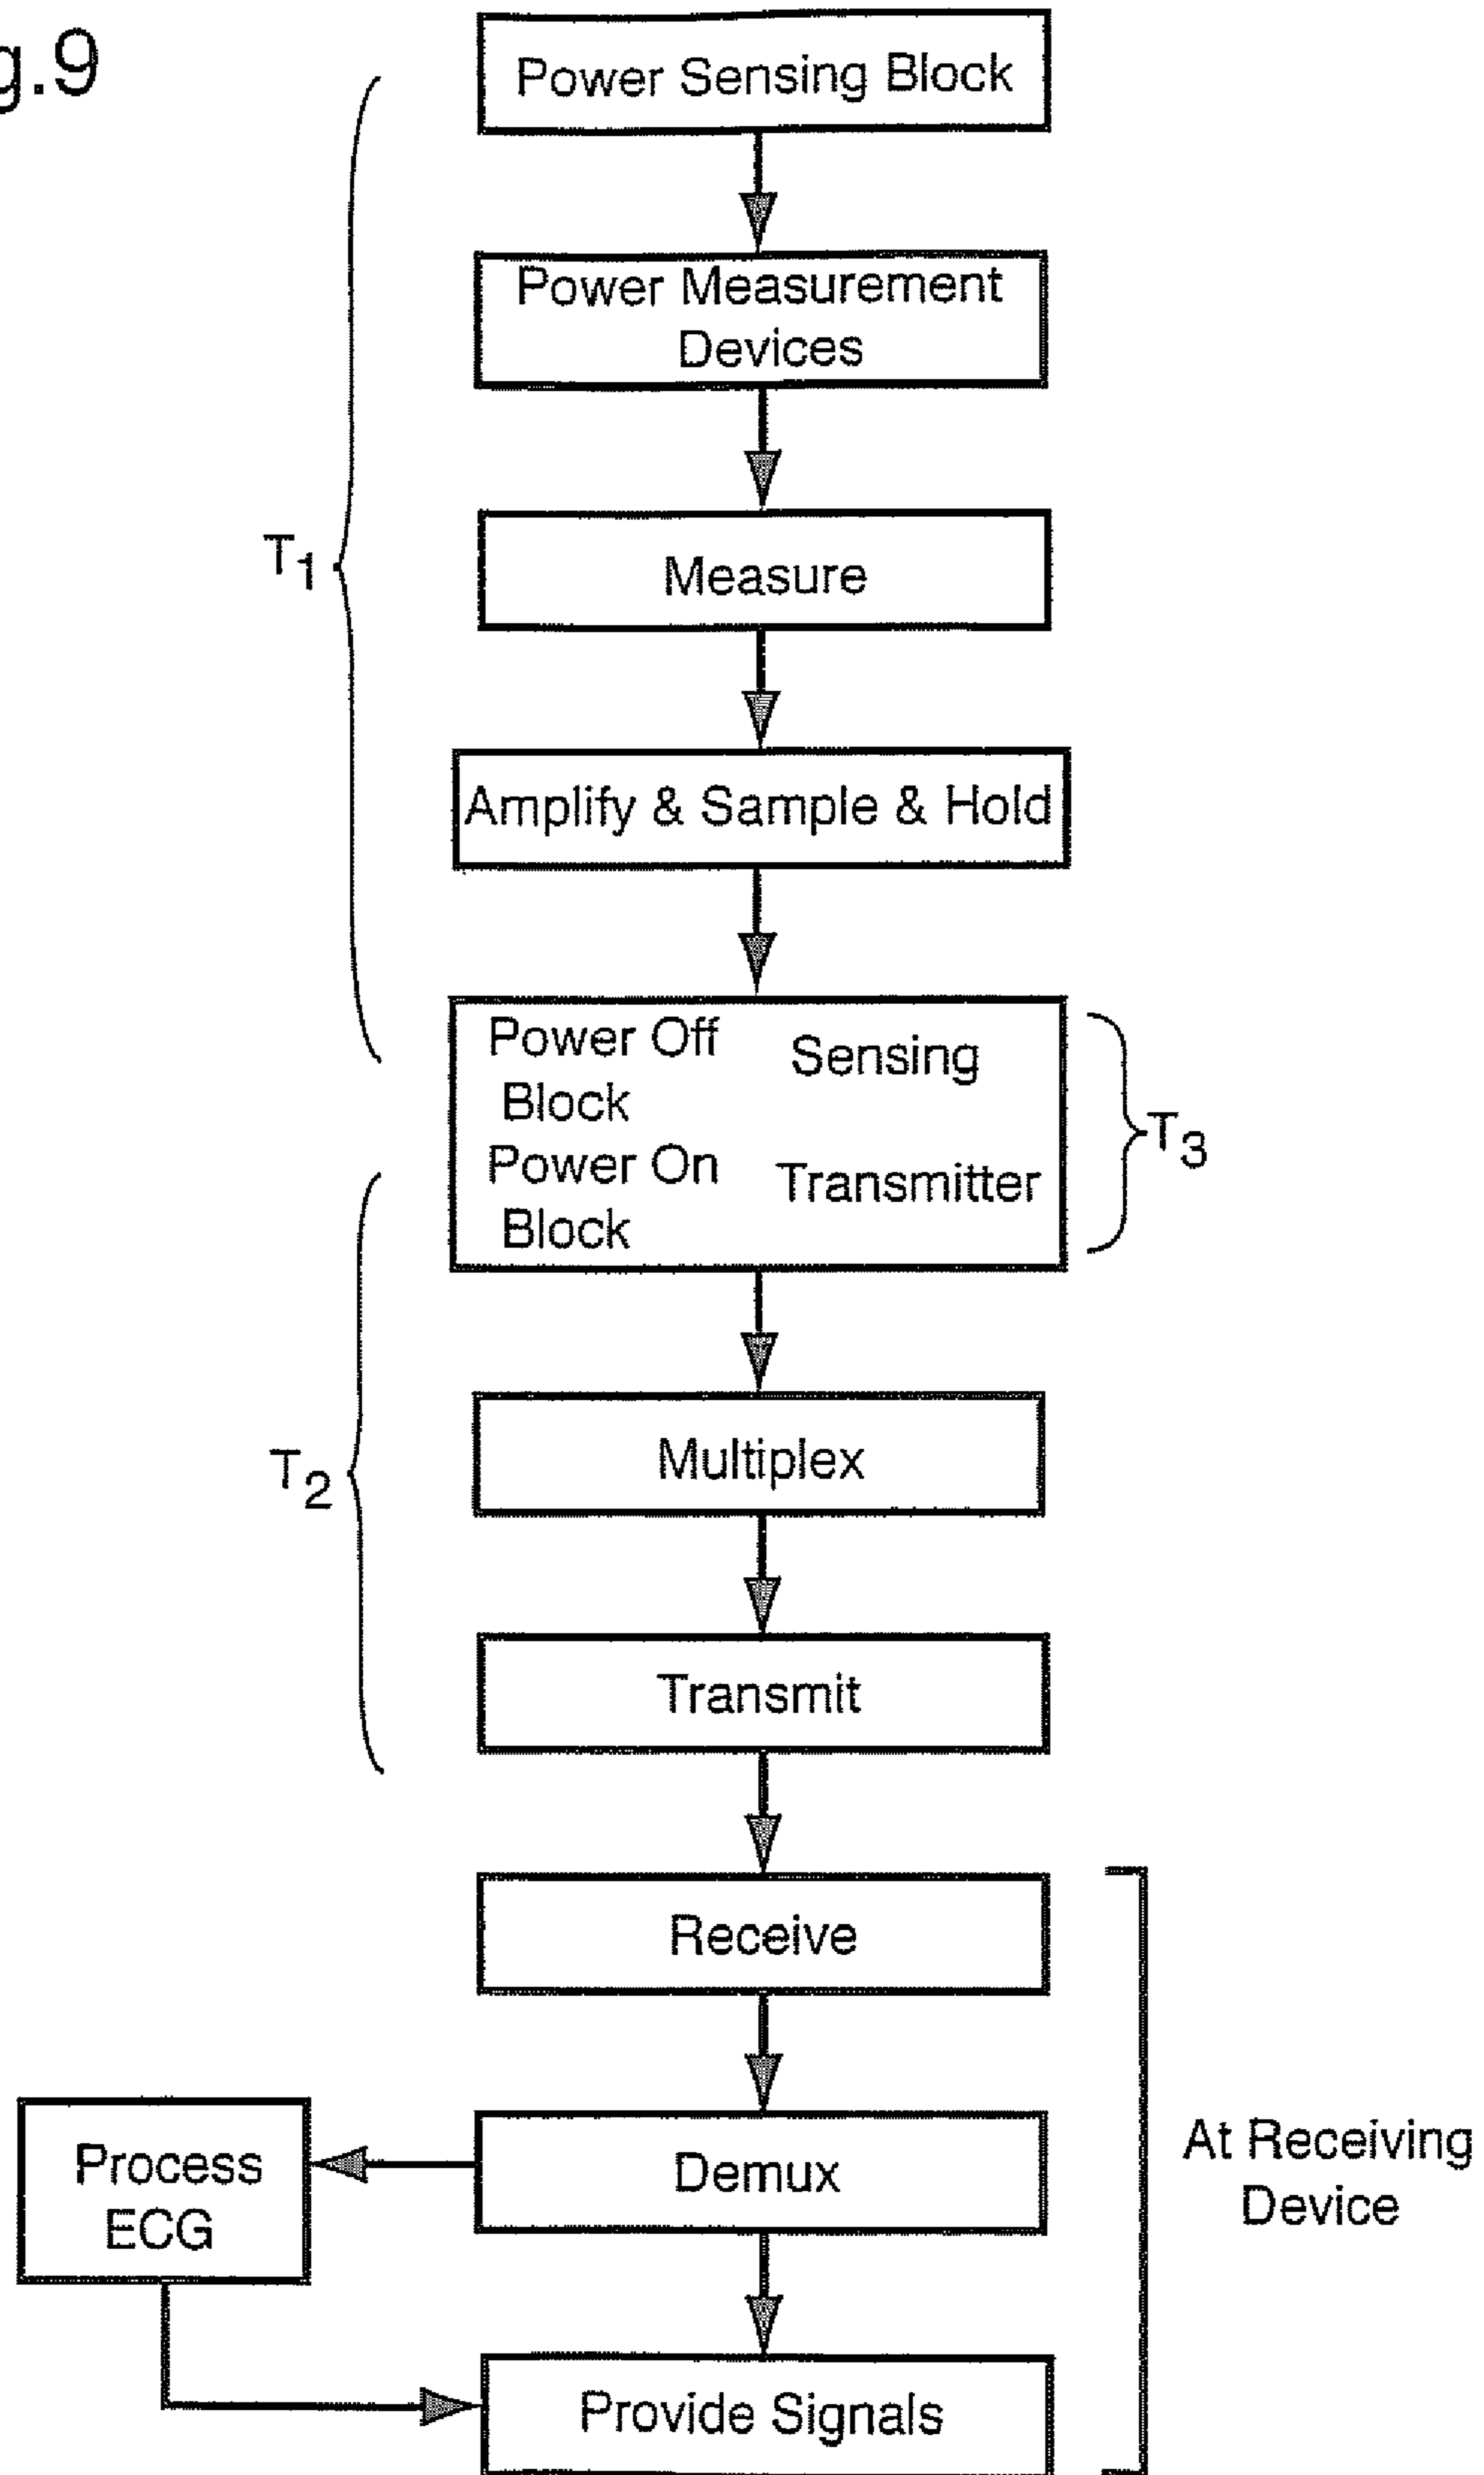 g.9
Power Sensing Block
Power Measurement
Devices
Measure
T1
Amplify & Sample & Hold
Power Off Sensing
Block
Power On Transmitter
Block
T3
Multiplex
T2
Transmit
Receive
Demux
Process
ECG
At Receiving
Device
Provide Signals